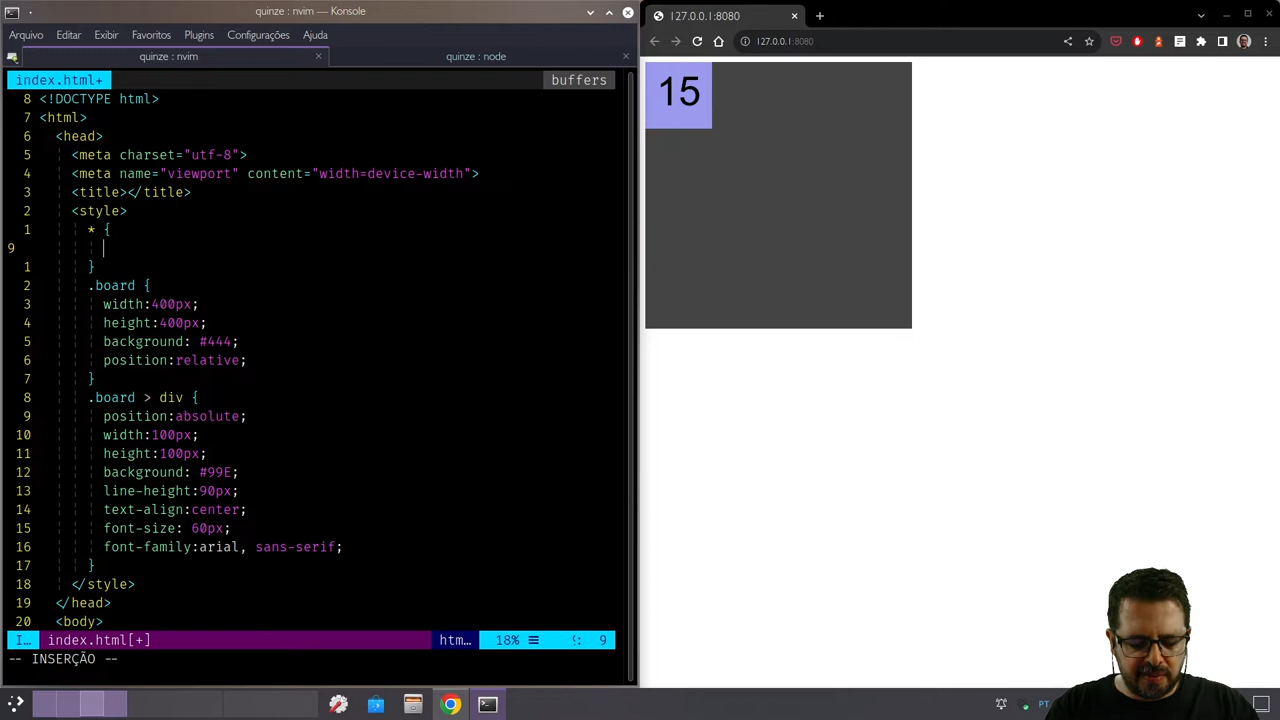 quinze : nvim — Konsole
Arquivo Editar Exibir Favoritos Plugins Configurações Ajuda
quinze : nvim
quinze : node
index.html+
buffers
8 <!DOCTYPE html>
7 <html>
6 <head>
5 <meta charset="utf-8">
4 <meta name="viewport" content="width=device-width">
3 <title></title>
2 <style>
1 * {
9
1 }
2 .board {
3 width:400px;
4 height:400px;
5 background: #444;
6 position:relative;
7 }
8 .board > div {
9 position:absolute;
10 width:100px;
11 height:100px;
12 background: #99E;
13 line-height:90px;
14 text-align:center;
15 font-size: 60px;
16 font-family:arial, sans-serif;
17 }
18 </style>
19 </head>
20 <body>
I… index.html[+] htm… 18% ☰ : 9
-- INSERÇÃO --
127.0.0.1:8080
127.0.0.1:8080
15
PT